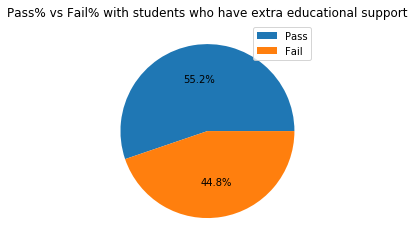 Pass% vs Fail% with students who have extra educational support
Pass
Fail
55.2%
44.8%